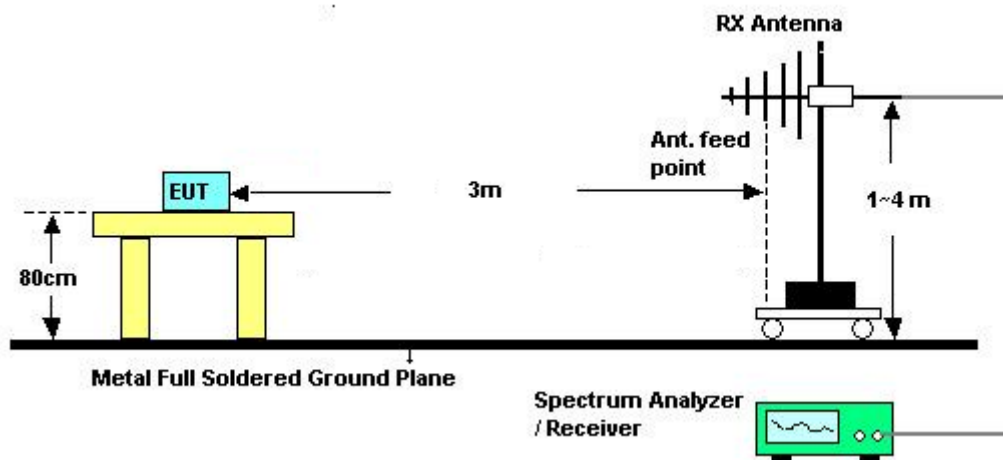 RX Antenna
Ant. feed
point
EUT
3m
1~4 m
80cm
Metal Full Soldered Ground Plane
Spectrum Analyzer
/ Receiver